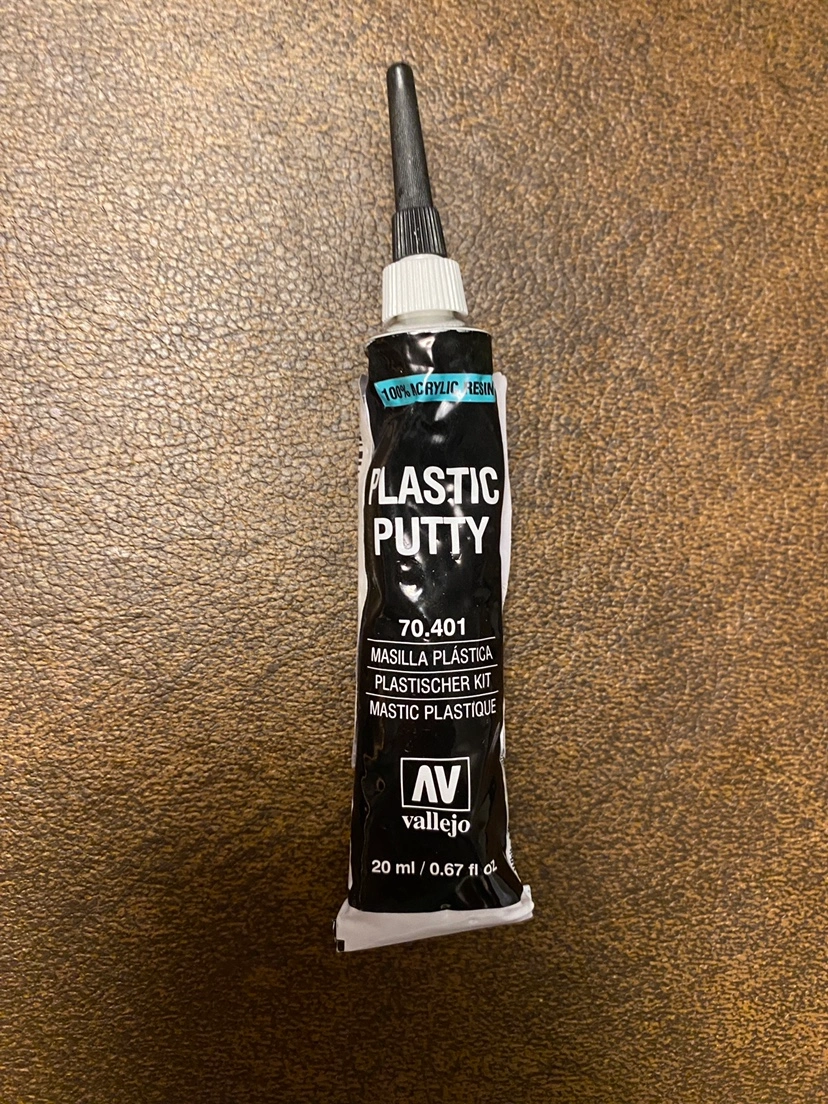 100% ACRYLIC RESIN
PLASTIC
PUTTY
70.401
MASILLA PLÁSTICA
PLASTISCHER KIT
MASTIC PLASTIQUE
AV
vallejo
20 ml / 0.67 fl oz